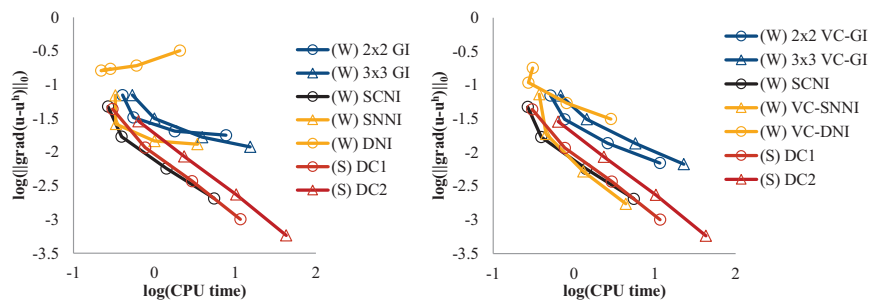 0
-0.5
-1
-1.5
-2
-2.5
-3
-3.5
-1
0
1
2
log(||grad(u-uʰ)||₀)
log(CPU time)
(W) 2x2 GI
(W) 3x3 GI
(W) SCNI
(W) SNNI
(W) DNI
(S) DC1
(S) DC2
0
-0.5
-1
-1.5
-2
-2.5
-3
-3.5
-1
0
1
2
log(||grad(u-uʰ)||₀)
log(CPU time)
(W) 2x2 VC-GI
(W) 3x3 VC-GI
(W) SCNI
(W) VC-SNNI
(W) VC-DNI
(S) DC1
(S) DC2